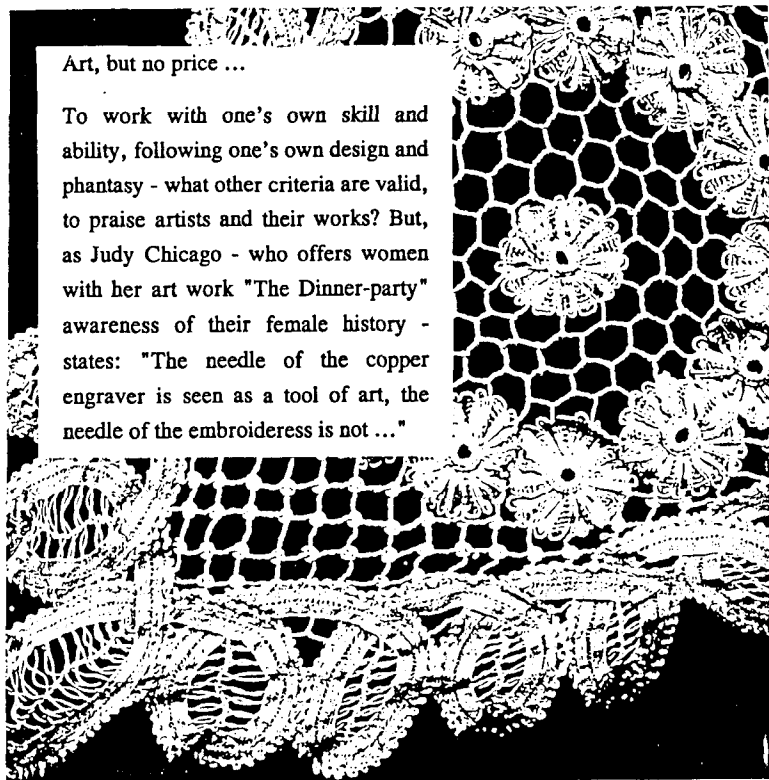 Art, but no price ...
To work with one's own skill and
ability, following one's own design and
phantasy - what other criteria are valid,
to praise artists and their works? But,
as Judy Chicago - who offers women
with her art work "The Dinner-party"
awareness of their female history -
states: "The needle of the copper
engraver is seen as a tool of art, the
needle of the embroideress is not ..."